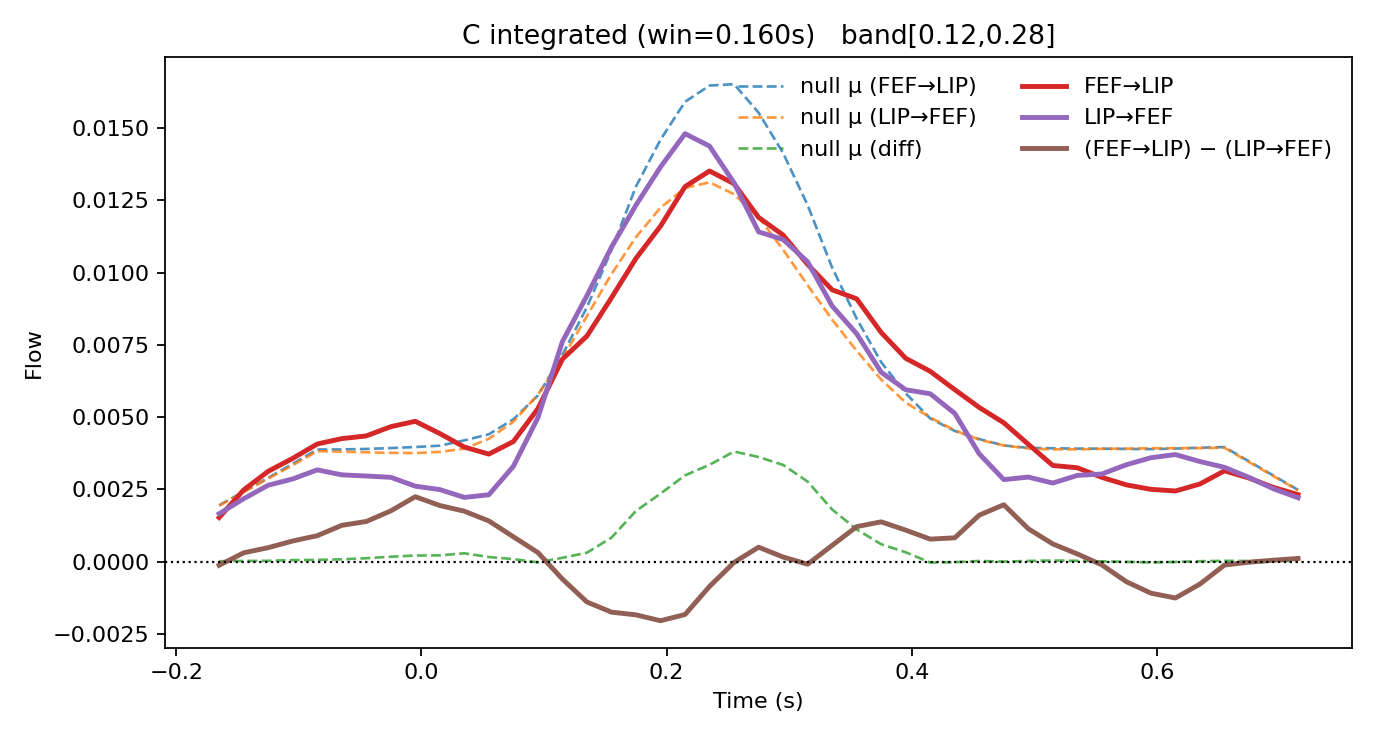 C integrated (win=0.160s)   band[0.12,0.28]
null μ (FEF→LIP)
null μ (LIP→FEF)
null μ (diff)
FEF→LIP
LIP→FEF
(FEF→LIP) − (LIP→FEF)
Flow
0.0150
0.0125
0.0100
0.0075
0.0050
0.0025
0.0000
−0.0025
−0.2
0.0
0.2
0.4
0.6
Time (s)